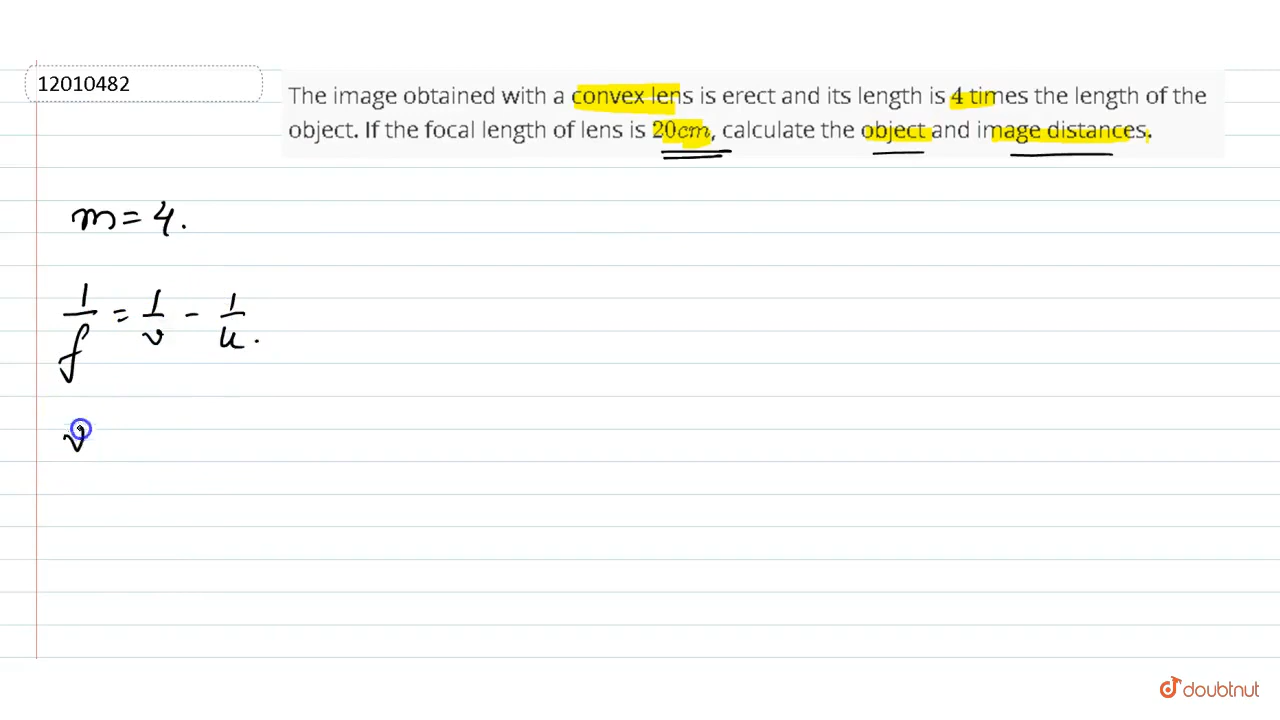 12010482
The image obtained with a convex lens is erect and its length is 4 times the length of the
object. If the focal length of lens is 20cm, calculate the object and image distances.
m = 4.
1/f = 1/v - 1/u.
v
doubtnut